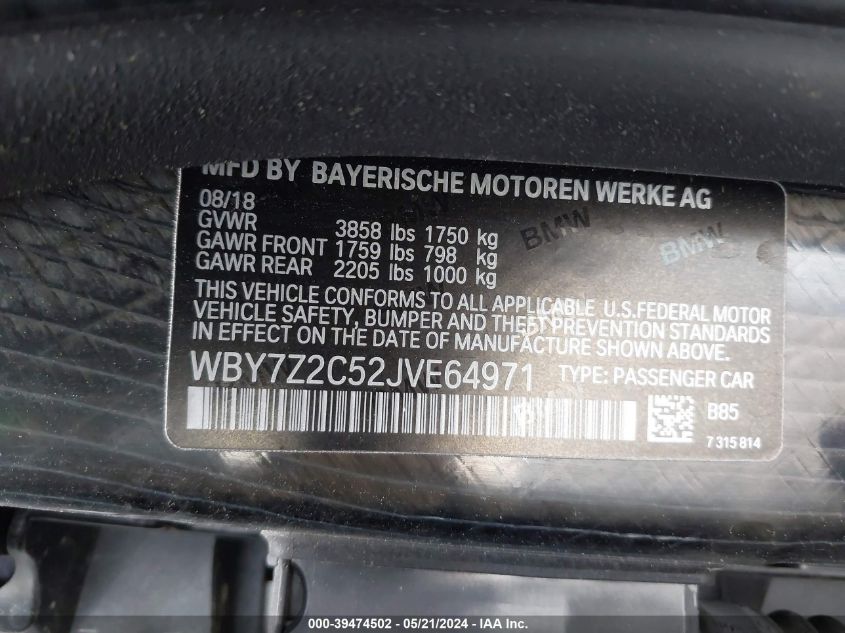 MFD BY BAYERISCHE MOTOREN WERKE AG
08/18
GVWR 3858 lbs 1750 kg
GAWR FRONT 1759 lbs 798 kg
GAWR REAR 2205 lbs 1000 kg
THIS VEHICLE CONFORMS TO ALL APPLICABLE U.S.FEDERAL MOTOR
VEHICLE SAFETY, BUMPER AND THEFT PREVENTION STANDARDS
IN EFFECT ON THE DATE OF MANUFACTURE SHOWN ABOVE.
WBY7Z2C52JVE64971 TYPE: PASSENGER CAR
B85
7 315 814
BMW
BMW
000-39474502 - 05/21/2024 - IAA Inc.